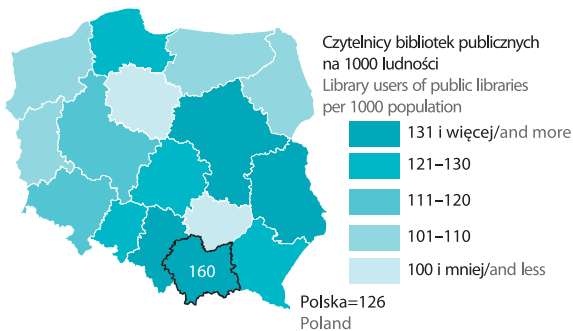 Czytelnicy bibliotek publicznych
na 1000 ludności
Library users of public libraries
per 1000 population
131 i więcej/and more
121–130
111–120
101–110
100 i mniej/and less
160
Polska=126
Poland